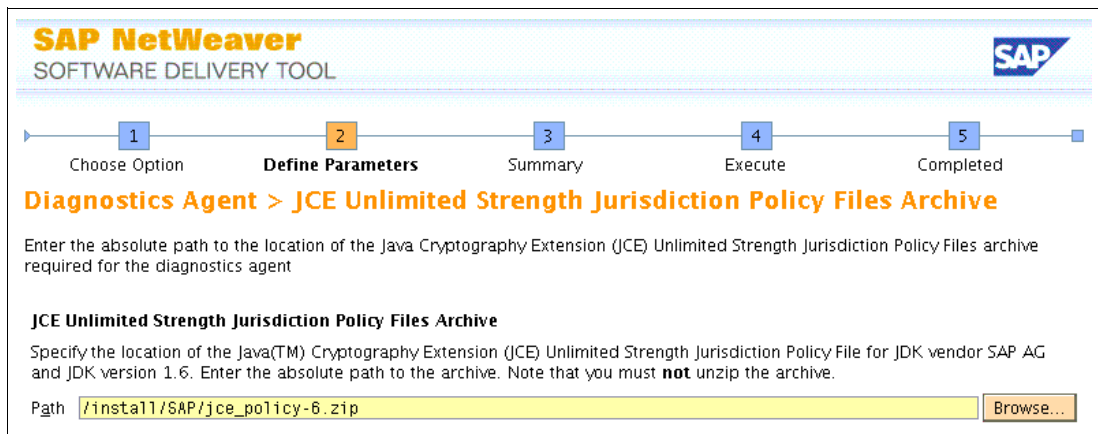 SAP NetWeaver
SOFTWARE DELIVERY TOOL
SAP
1 2 3 4 5
Choose Option Define Parameters Summary Execute Completed
Diagnostics Agent > JCE Unlimited Strength Jurisdiction Policy Files Archive
Enter the absolute path to the location of the Java Cryptography Extension (JCE) Unlimited Strength Jurisdiction Policy Files archive
required for the diagnostics agent
JCE Unlimited Strength Jurisdiction Policy Files Archive
Specify the location of the Java(TM) Cryptography Extension (JCE) Unlimited Strength Jurisdiction Policy File for JDK vendor SAP AG
and JDK version 1.6. Enter the absolute path to the archive. Note that you must not unzip the archive.
Path /install/SAP/jce_policy-6.zip Browse...